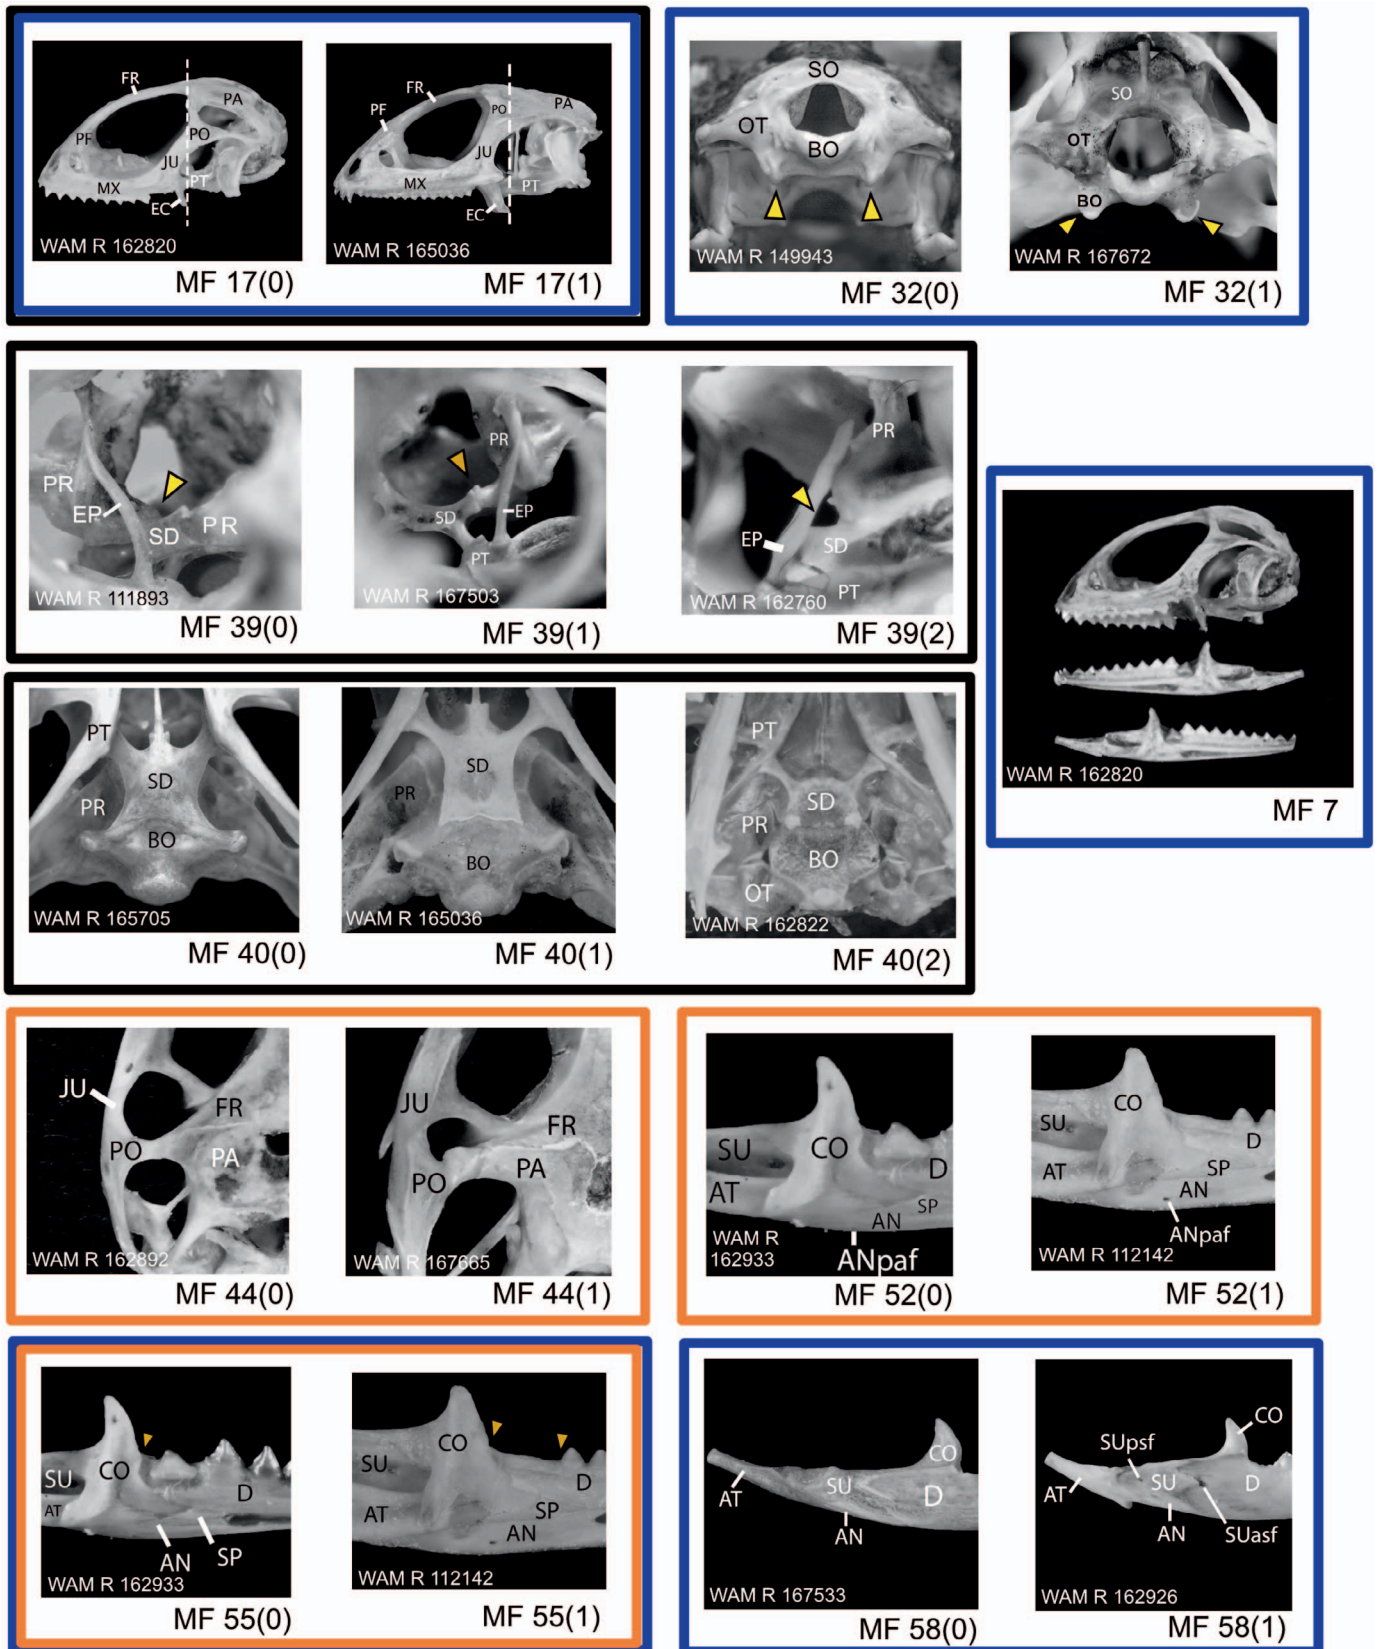 FR
PA
PF
PO
JU
PT
MX
EC
WAM R 162820
MF 17(0)
FR
PA
PO
PF
JU
MX
PT
EC
WAM R 165036
MF 17(1)
SO
OT
BO
WAM R 149943
MF 32(0)
SO
OT
BO
WAM R 167672
MF 32(1)
PR
EP
SD
PR
WAM R 111893
MF 39(0)
PR
SD
EP
PT
WAM R 167503
MF 39(1)
PR
EP
SD
PT
WAM R 162760
MF 39(2)
WAM R 162820
MF 7
PT
SD
PR
BO
WAM R 165705
MF 40(0)
SD
PR
BO
WAM R 165036
MF 40(1)
PT
SD
PR
BO
OT
WAM R 162822
MF 40(2)
JU
FR
PO
PA
WAM R 162892
MF 44(0)
JU
FR
PA
PO
WAM R 167665
MF 44(1)
SU
CO
D
AT
SP
AN
WAM R
162933
ANpaf
MF 52(0)
CO
SU
D
AT
SP
AN
ANpaf
WAM R 112142
MF 52(1)
SU
CO
D
AT
AN
SP
WAM R 162933
MF 55(0)
CO
SU
D
SP
AT
AN
WAM R 112142
MF 55(1)
CO
SU
D
AT
AN
WAM R 167533
MF 58(0)
CO
SUpsf
SU
D
AT
AN
SUasf
WAM R 162926
MF 58(1)